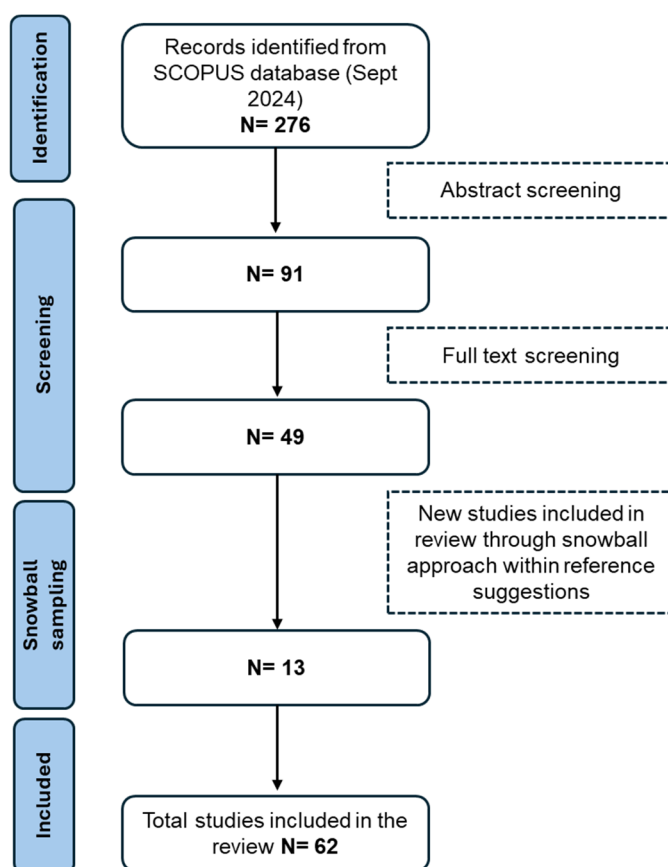 Identification
Records identified from
SCOPUS database (Sept
2024)
N= 276
Abstract screening
Screening
N= 91
Full text screening
N= 49
Snowball
sampling
New studies included in
review through snowball
approach within reference
suggestions
N= 13
Included
Total studies included in the
review N= 62